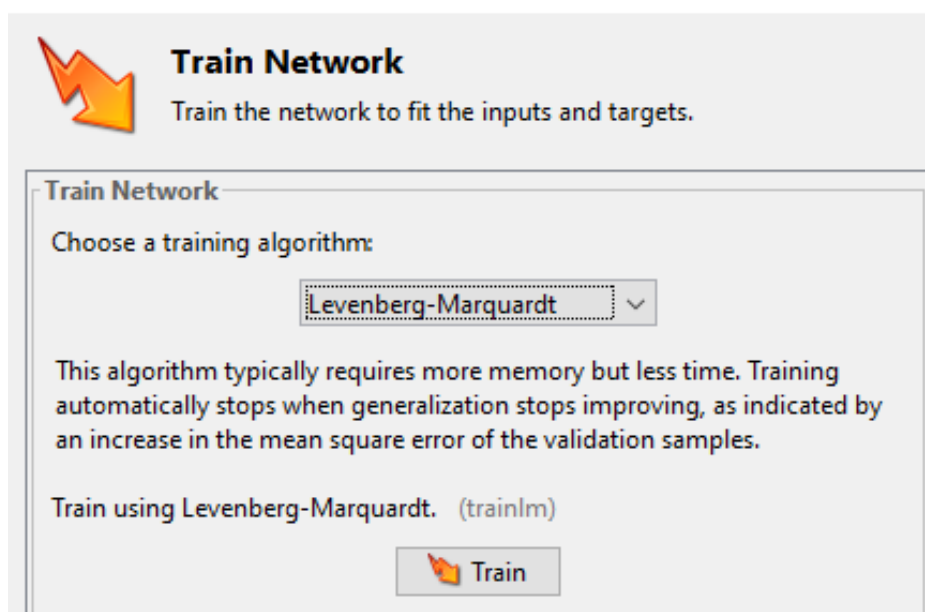 Train Network
Train the network to fit the inputs and targets.
Train Network
Choose a training algorithm:
Levenberg-Marquardt
This algorithm typically requires more memory but less time. Training
automatically stops when generalization stops improving, as indicated by
an increase in the mean square error of the validation samples.
Train using Levenberg-Marquardt. (trainlm)
Train